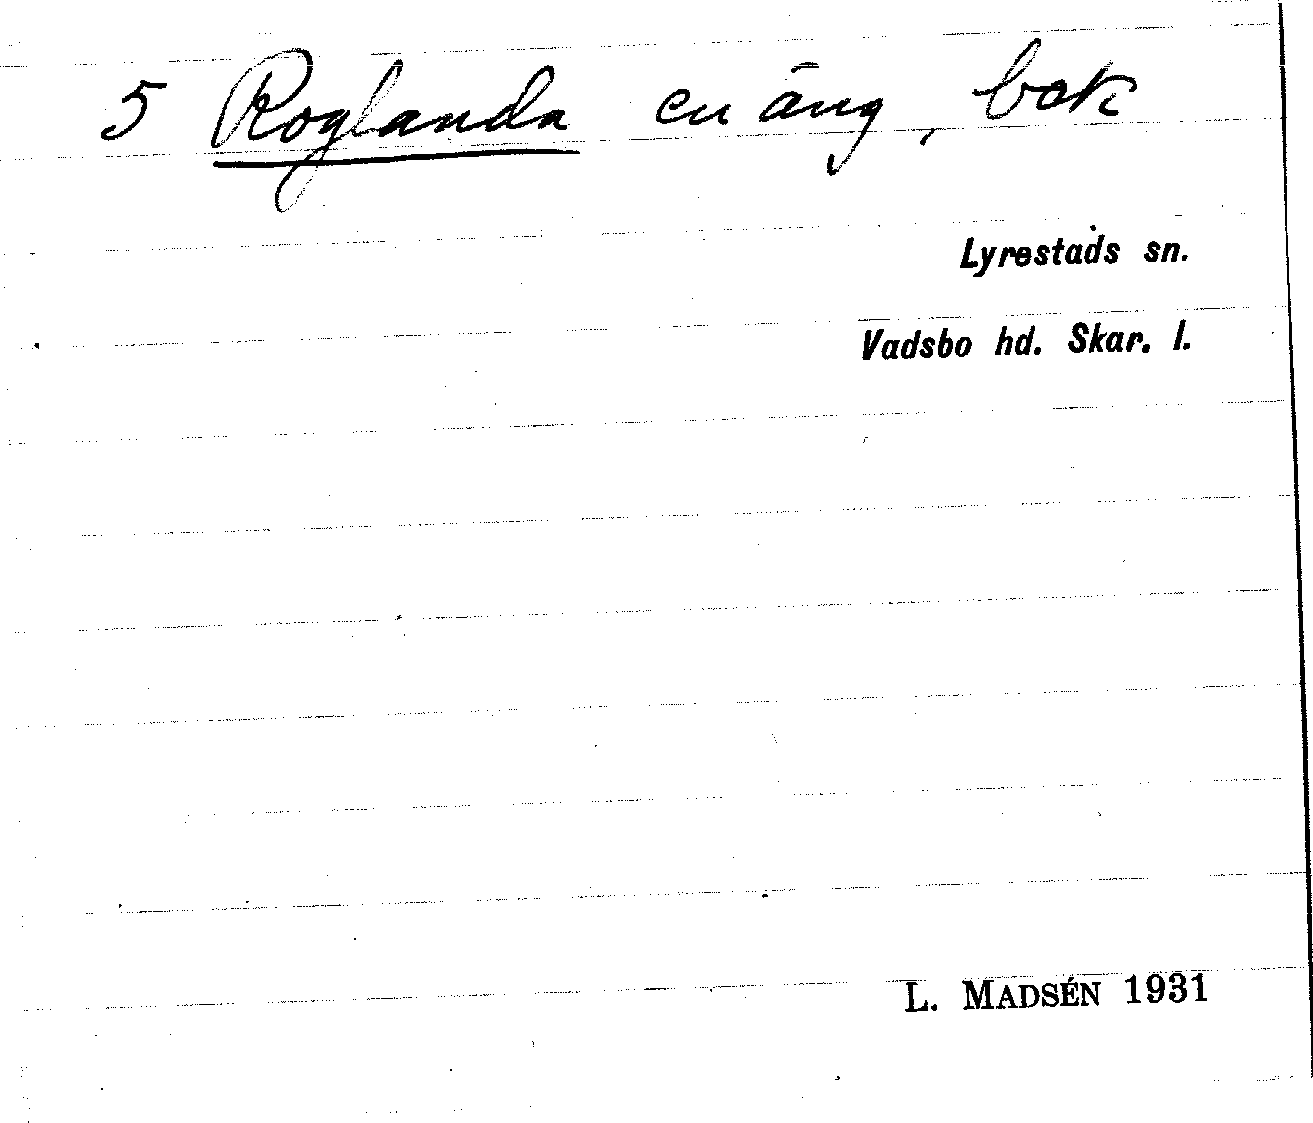 5 Roglanda en äng, bok
Lyrestads sn.
Vadsbo hd. Skar. l.
L. MADSÉN 1931